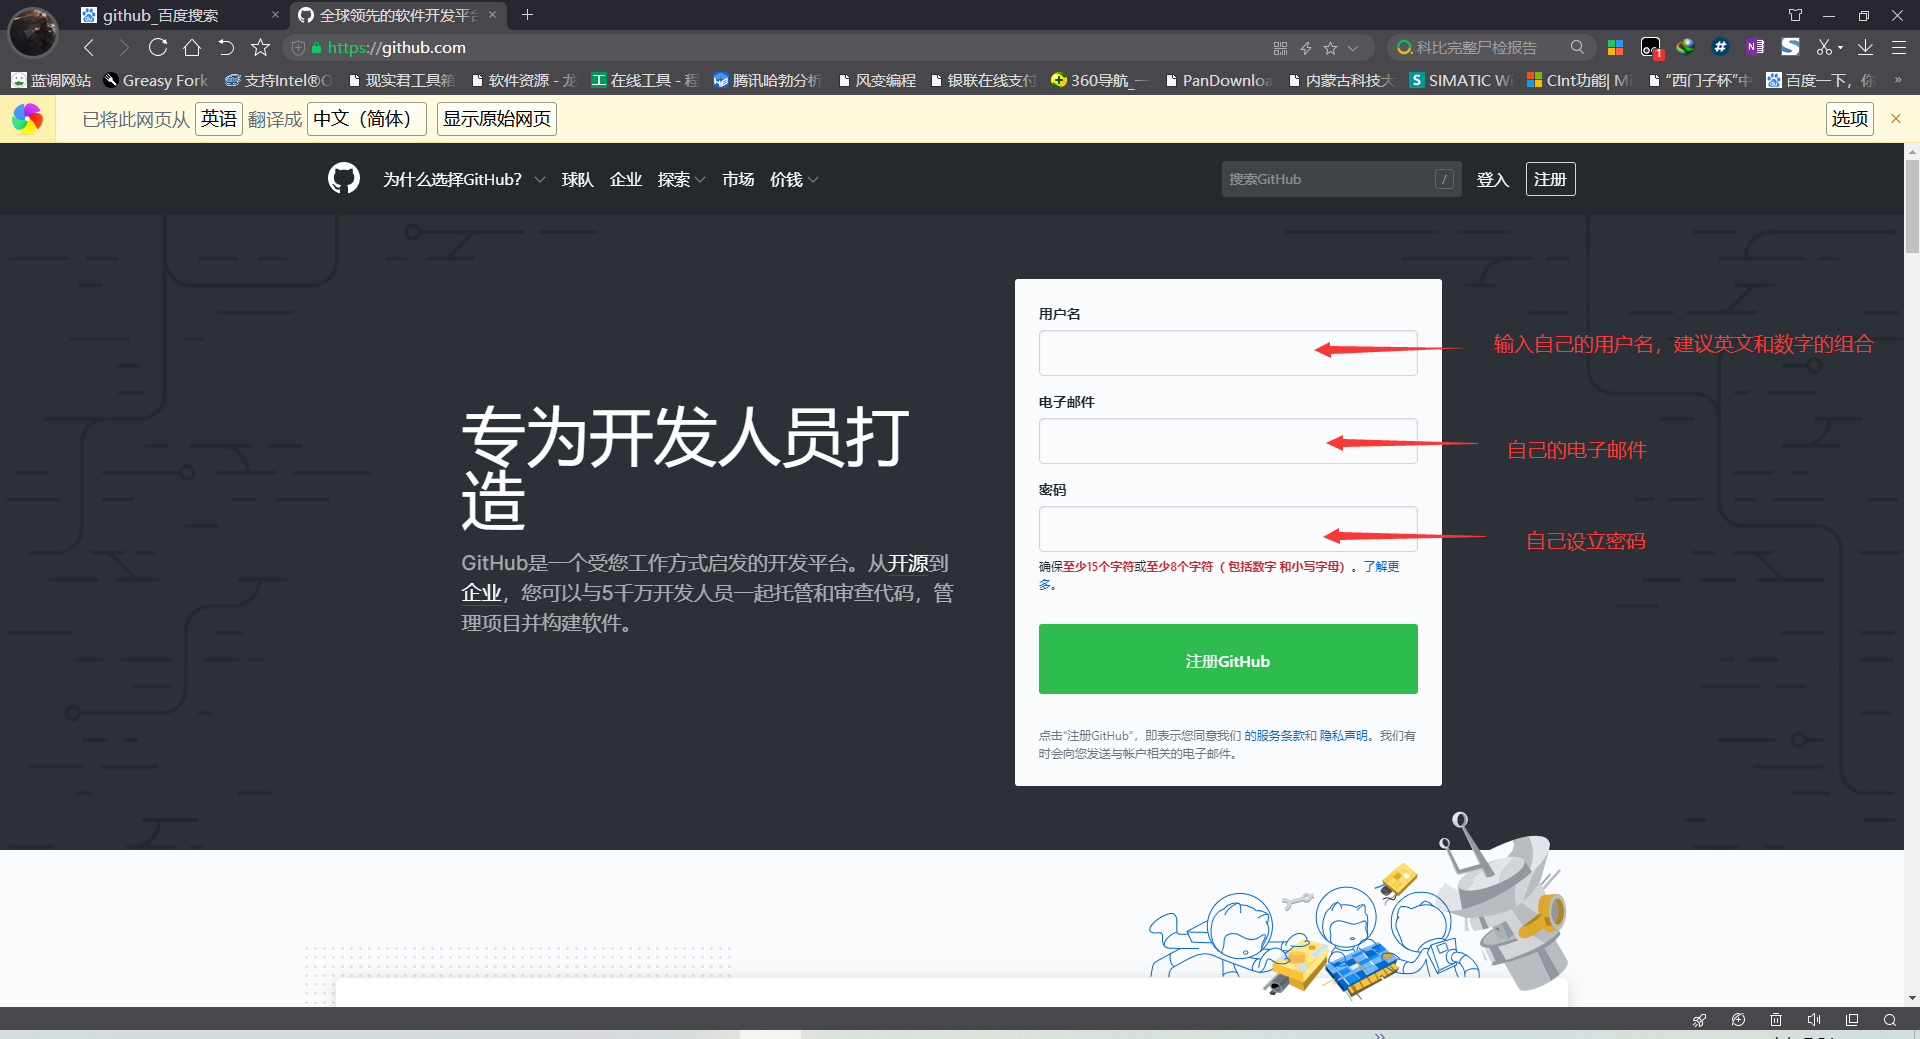 github_百度搜索
全球领先的软件开发平台
https://github.com
科比完整尸检报告
1
蓝调网站
Greasy Fork
支持Intel®
现实君工具箱
软件资源 - 龙
在线工具 - 程
腾讯哈勃分析
风变编程
银联在线支付
360导航_一
PanDownloa
内蒙古科技大
SIMATIC Wi
CInt功能| Mi
"西门子杯"中
百度一下，你
已将此网页从 英语 翻译成 中文（简体） 显示原始网页
选项
为什么选择GitHub?
球队
企业
探索
市场
价钱
搜索GitHub
/
登入
注册
专为开发人员打
造
GitHub是一个受您工作方式启发的开发平台。从开源到
企业，您可以与5千万开发人员一起托管和审查代码，管
理项目并构建软件。
用户名
输入自己的用户名，建议英文和数字的组合
电子邮件
自己的电子邮件
密码
自己设立密码
确保至少15个字符或至少8个字符（ 包括数字 和小写字母）。了解更
多。
注册GitHub
点击"注册GitHub"，即表示您同意我们 的服务条款和 隐私声明。我们有
时会向您发送与帐户相关的电子邮件。